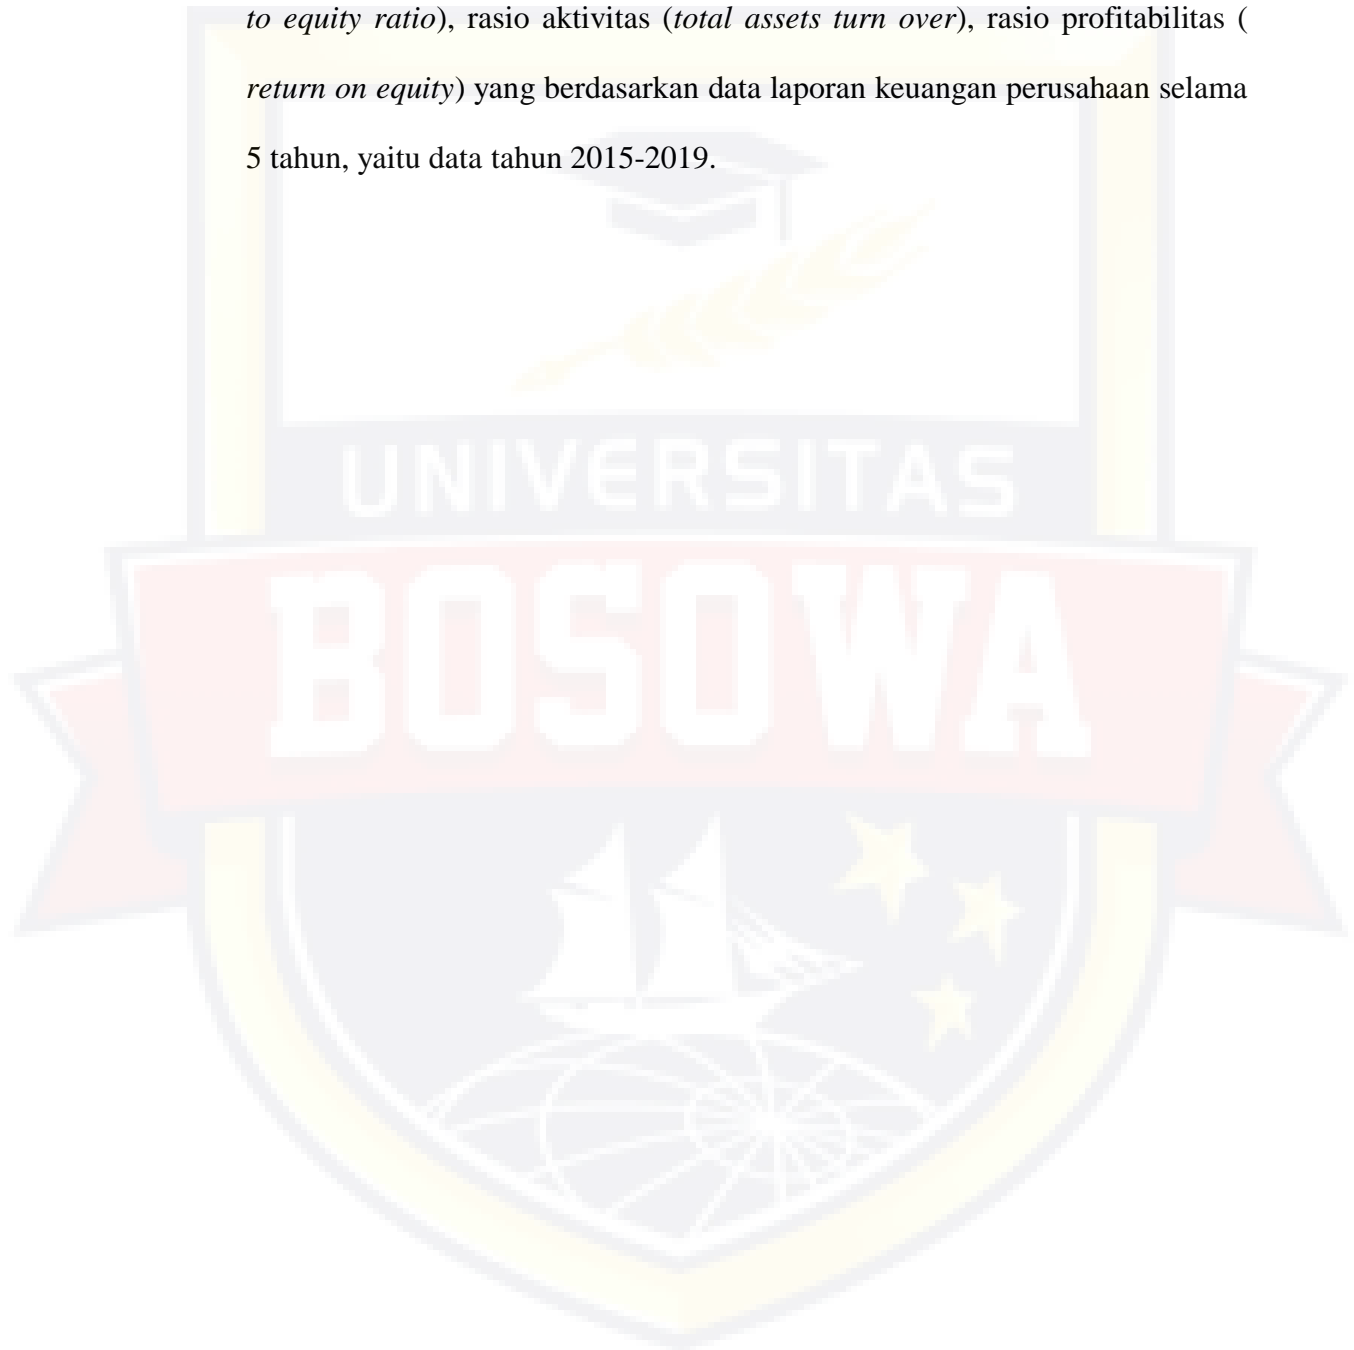 to equity ratio), rasio aktivitas (total assets turn over), rasio profitabilitas (
return on equity) yang berdasarkan data laporan keuangan perusahaan selama
5 tahun, yaitu data tahun 2015-2019.
UNIVERSITAS
BOSOWA